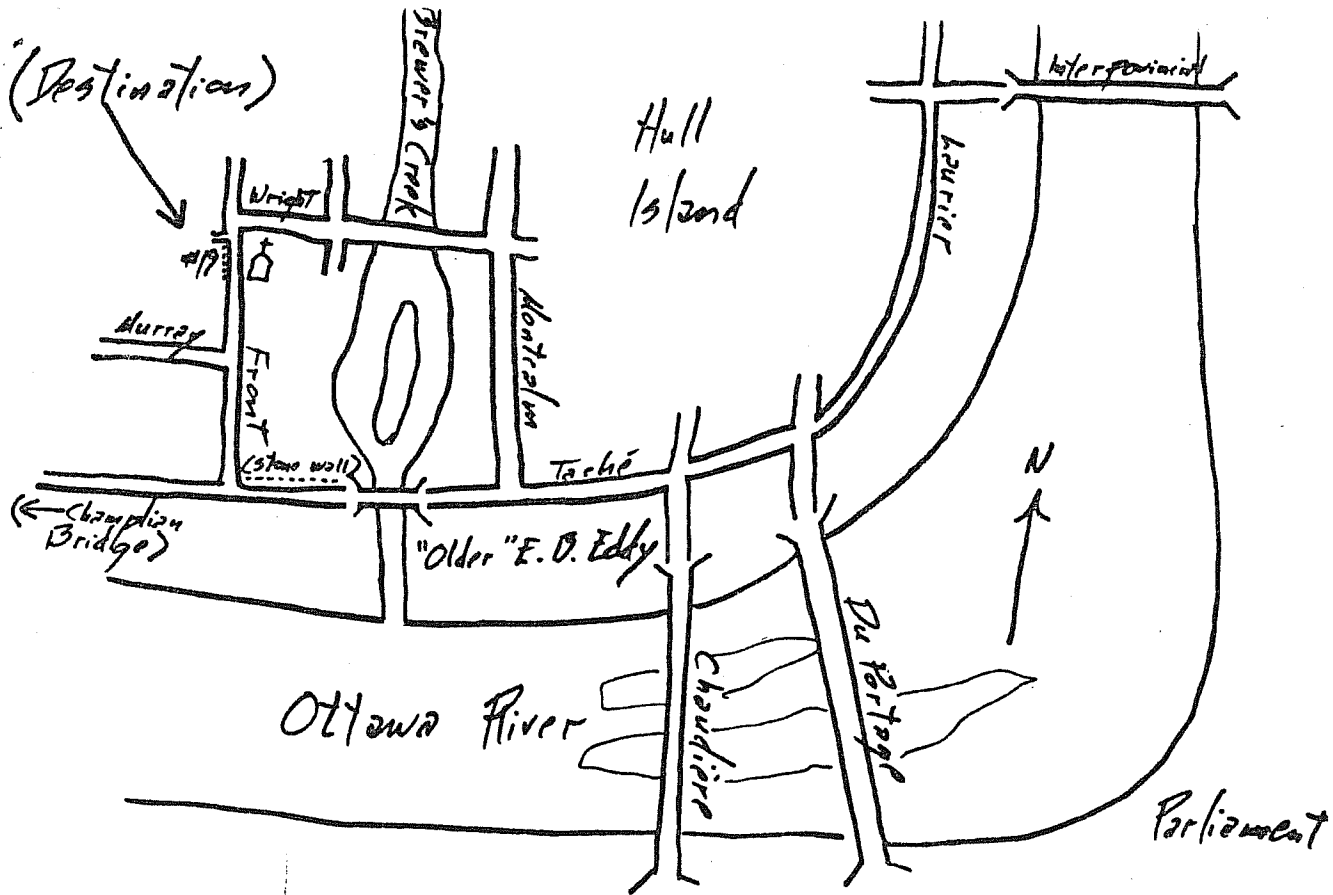 (Destination)
Brewer's Creek
Hull
Island
Interprovincial
Laurier
Wright
#19
Murray
Front
Montcalm
(stone wall)
Taché
(← Champlain
Bridge)
"Older" E. B. Eddy
N
Ottawa River
Chaudière
Du Portage
Parliament